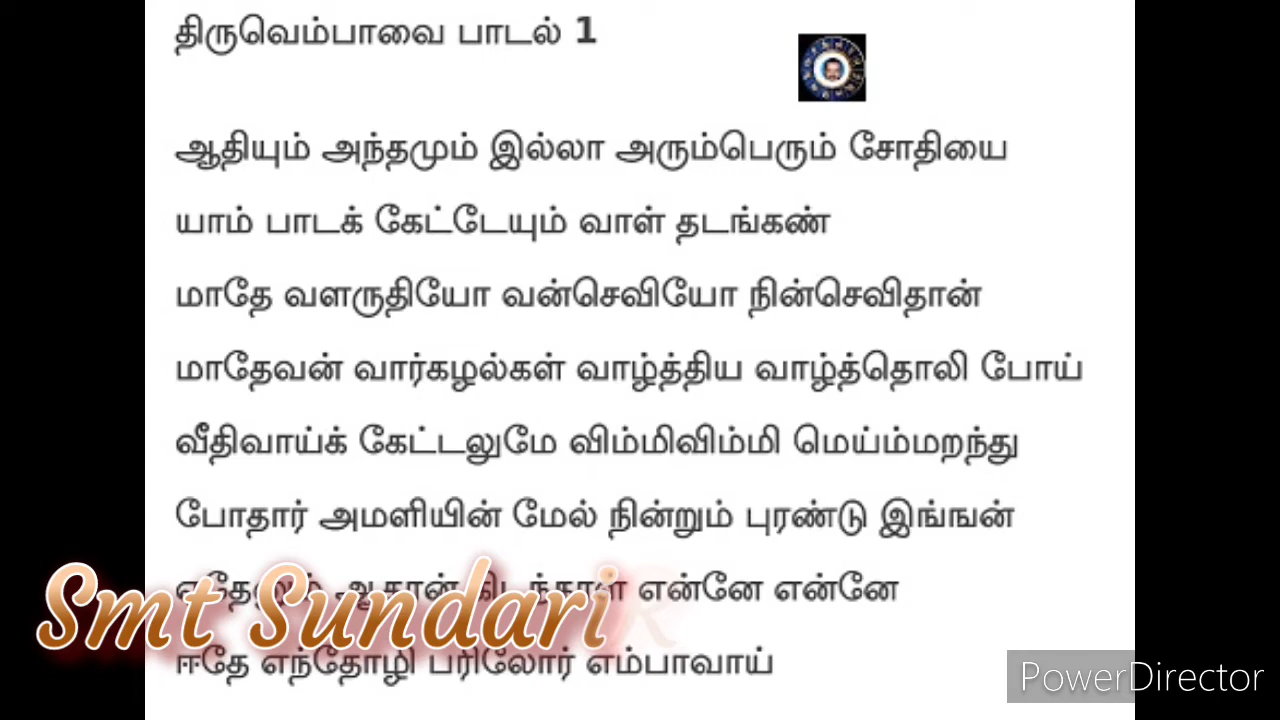 திருவெம்பாவை பாடல் 1
ஆதியும் அந்தமும் இல்லா அரும்பெரும் சோதியை
யாம் பாடக் கேட்டேயும் வாள் தடங்கண்
மாதே வளருதியோ வன்செவியோ நின்செவிதான்
மாதேவன் வார்கழல்கள் வாழ்த்திய வாழ்த்தொலி போய்
வீதிவாய்க் கேட்டலுமே விம்மிவிம்மி மெய்ம்மறந்து
போதார் அமளியின் மேல் நின்றும் புரண்டு இங்ஙன்
என்னே என்னே
Smt Sundari R
ஈதே எந்தோழி பரிலோர் எம்பாவாய்
PowerDirector